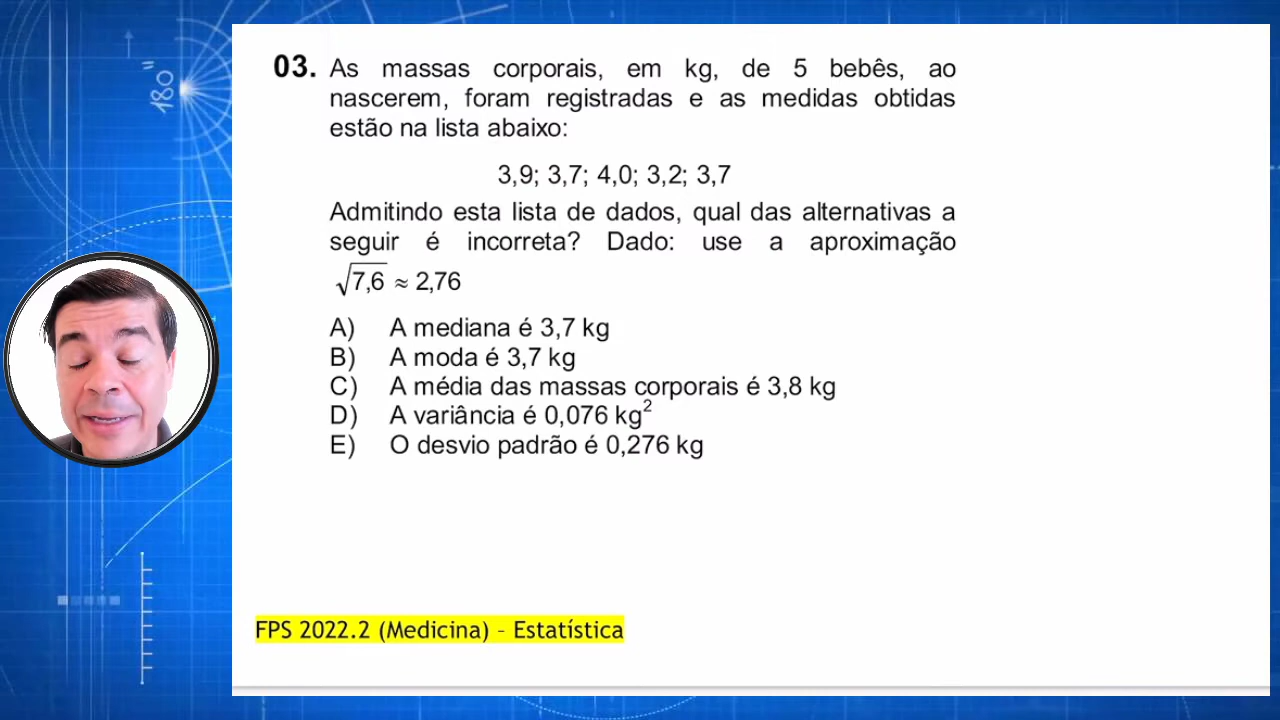 180"
03. As massas corporais, em kg, de 5 bebês, ao
nascerem, foram registradas e as medidas obtidas
estão na lista abaixo:
3,9; 3,7; 4,0; 3,2; 3,7
Admitindo esta lista de dados, qual das alternativas a
seguir é incorreta? Dado: use a aproximação
√7,6 ≈ 2,76
A) A mediana é 3,7 kg
B) A moda é 3,7 kg
C) A média das massas corporais é 3,8 kg
D) A variância é 0,076 kg²
E) O desvio padrão é 0,276 kg
FPS 2022.2 (Medicina) – Estatística